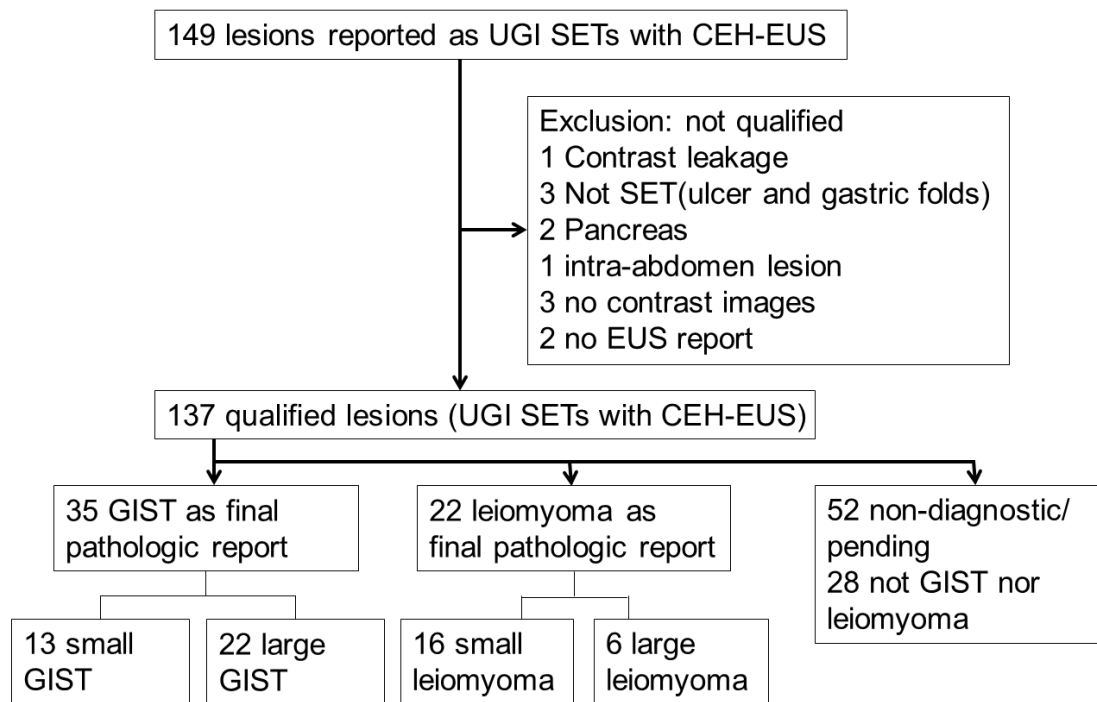 149 lesions reported as UGI SETs with CEH-EUS
Exclusion: not qualified
1 Contrast leakage
3 Not SET(ulcer and gastric folds)
2 Pancreas
1 intra-abdomen lesion
3 no contrast images
2 no EUS report
137 qualified lesions (UGI SETs with CEH-EUS)
35 GIST as final
pathologic report
22 leiomyoma as
final pathologic report
52 non-diagnostic/
pending
28 not GIST nor
leiomyoma
13 small
GIST
22 large
GIST
16 small
leiomyoma
6 large
leiomyoma